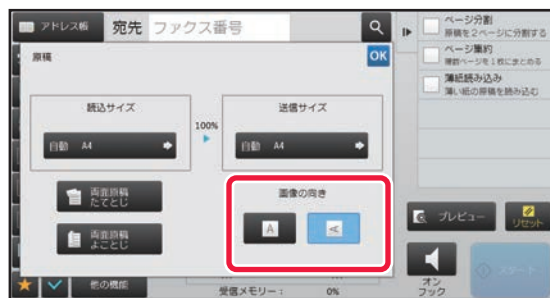 アドレス帳
宛先 ファクス番号
原稿
OK
読込サイズ
100%
送信サイズ
自動 A4
自動 A4
両面原稿
たてとじ
両面原稿
よことじ
画像の向き
A
A
ページ分割
原稿を2ページに分割する
ページ集約
複数ページを1枚にまとめる
薄紙読み込み
薄い紙の原稿を読み込む
プレビュー
リセット
オン
フック
スタート
他の機能
受信メモリー: 0%